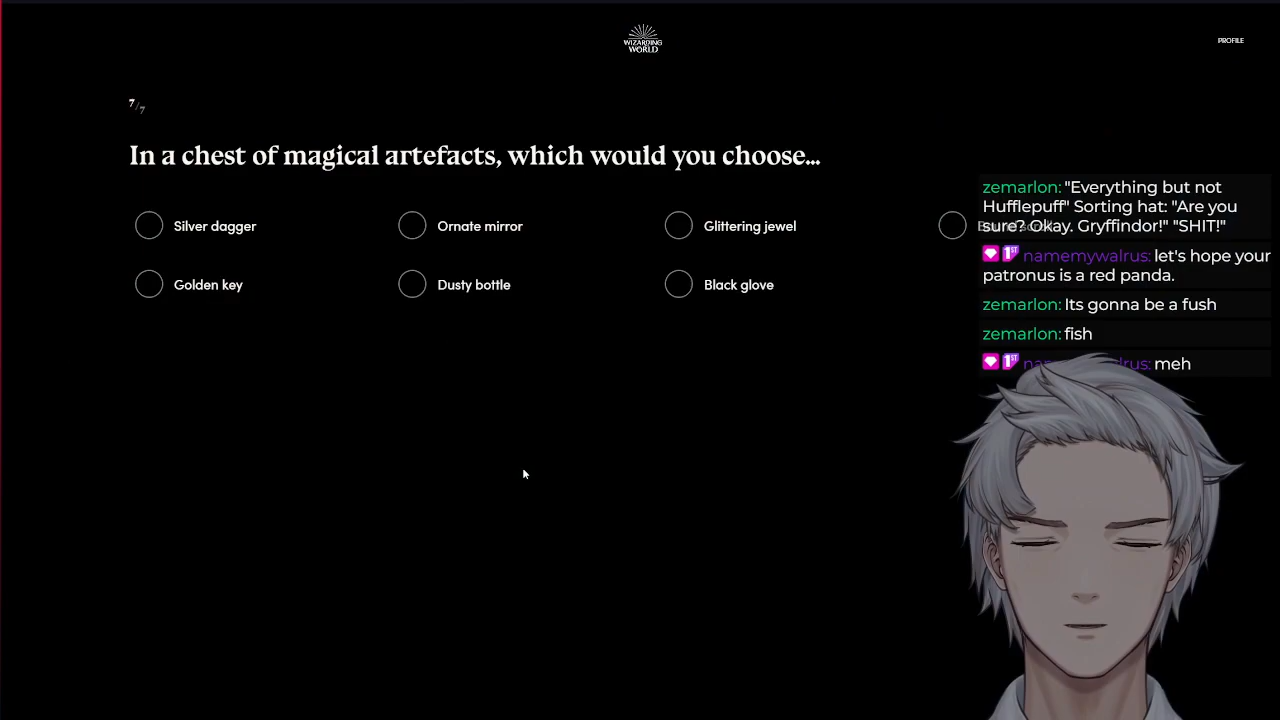 WIZARDING
WORLD
PROFILE
7/7
In a chest of magical artefacts, which would you choose...
Silver dagger
Ornate mirror
Glittering jewel
Golden key
Dusty bottle
Black glove
zemarlon: "Everything but not
Hufflepuff" Sorting hat: "Are you
sure? Okay. Gryffindor!" "SHIT!"
namemywalrus: let's hope your
patronus is a red panda.
zemarlon: Its gonna be a fush
zemarlon: fish
meh